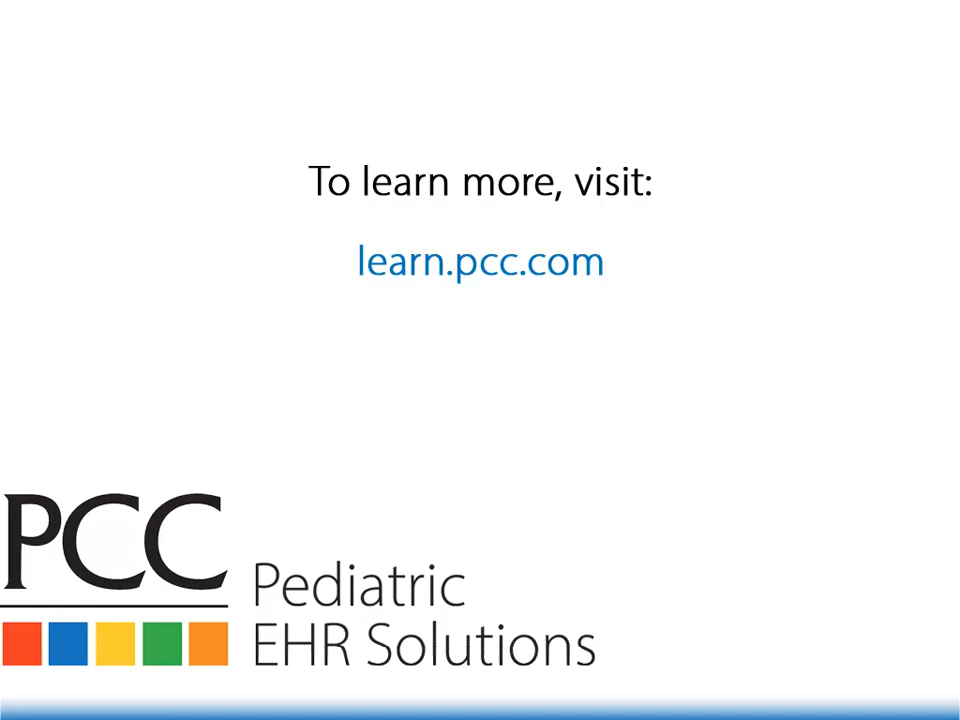 To learn more, visit:
learn.pcc.com
PCC
Pediatric
EHR Solutions